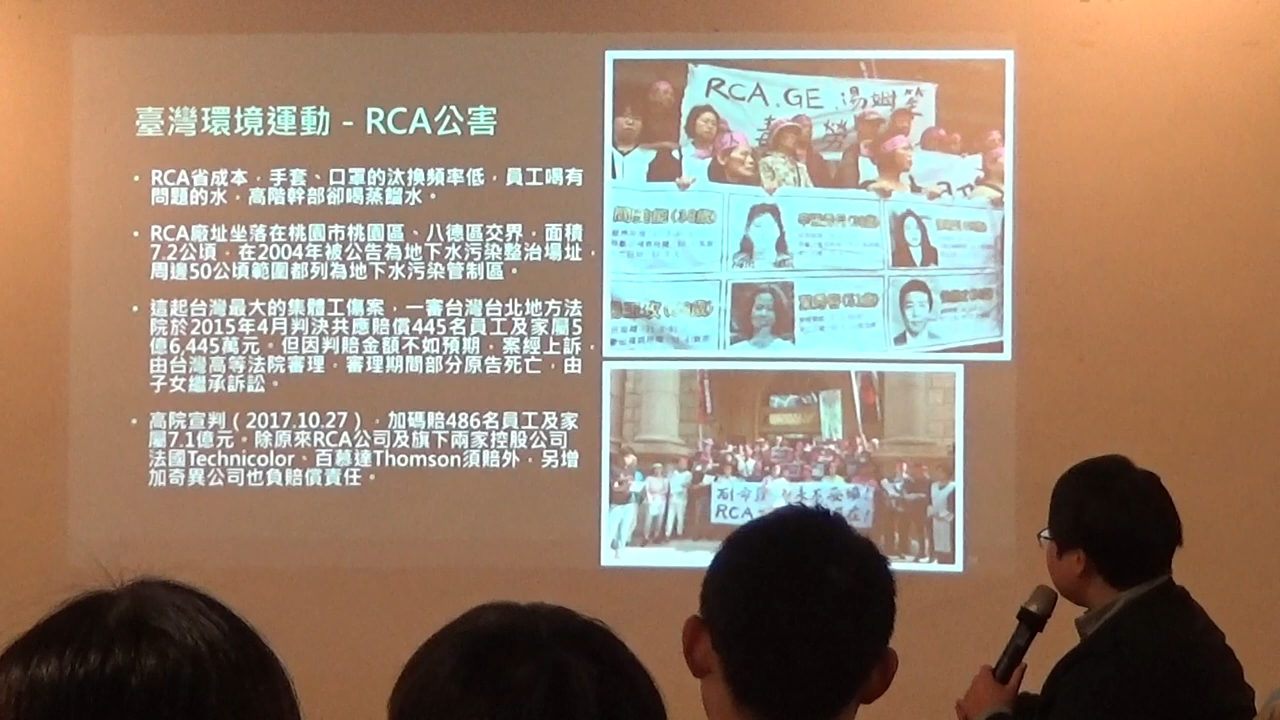 臺灣環境運動 - RCA公害
• RCA省成本，手套、口罩的汰換頻率低，員工喝有
問題的水，高階幹部卻喝蒸餾水。
• RCA廠址坐落在桃園市桃園區、八德區交界，面積
7.2公頃，在2004年被公告為地下水污染整治場址，
周邊50公頃範圍都列為地下水污染管制區。
• 這起台灣最大的集體工傷案，一審台灣台北地方法
院於2015年4月判決共應賠償445名員工及家屬5
億6,445萬元。但因判賠金額不如預期，案經上訴，
由台灣高等法院審理，審理期間部分原告死亡，由
子女繼承訴訟。
• 高院宣判（2017.10.27），加碼賠486名員工及家
屬7.1億元。除原來RCA公司及旗下兩家控股公司
法國Technicolor、百慕達Thomson須賠外，另增
加奇異公司也負賠償責任。
RCA.GE.湯姆笙
RCA